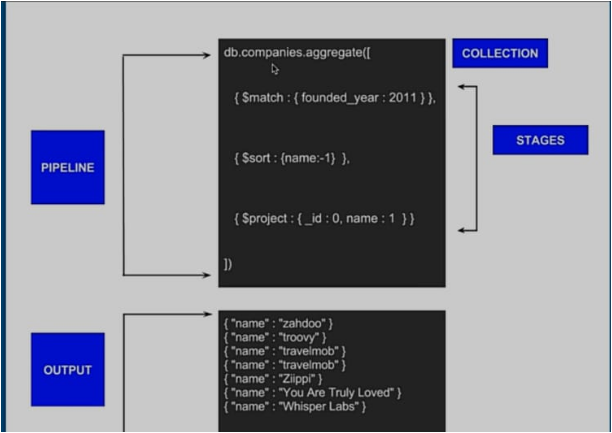 db.companies.aggregate([
COLLECTION
{ $match : { founded_year : 2011 } },
STAGES
{ $sort : {name:-1}  },
PIPELINE
{ $project : { _id : 0, name : 1  } }
])
{ "name" : "zahdoo" }
{ "name" : "troovy" }
{ "name" : "travelmob" }
{ "name" : "travelmob" }
OUTPUT
{ "name" : "Ziippi" }
{ "name" : "You Are Truly Loved" }
{ "name" : "Whisper Labs" }